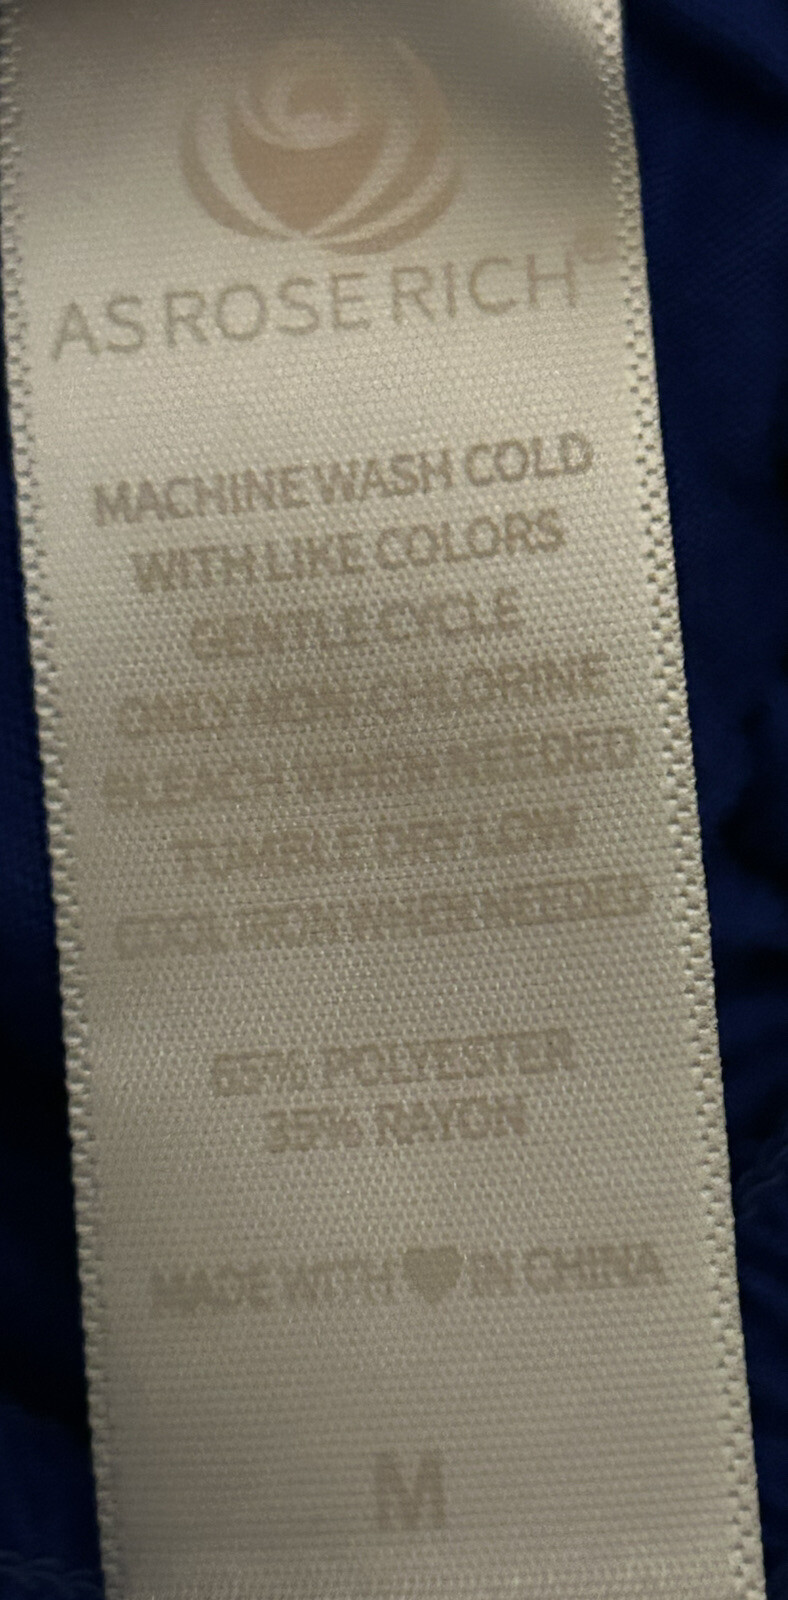 AS ROSE RICH®
MACHINE WASH COLD
WITH LIKE COLORS
GENTLE CYCLE
ONLY NON-CHLORINE
BLEACH WHEN NEEDED
TUMBLE DRY LOW
COOL IRON WHEN NEEDED
65% POLYESTER
35% RAYON
MADE WITH ♥ IN CHINA
M